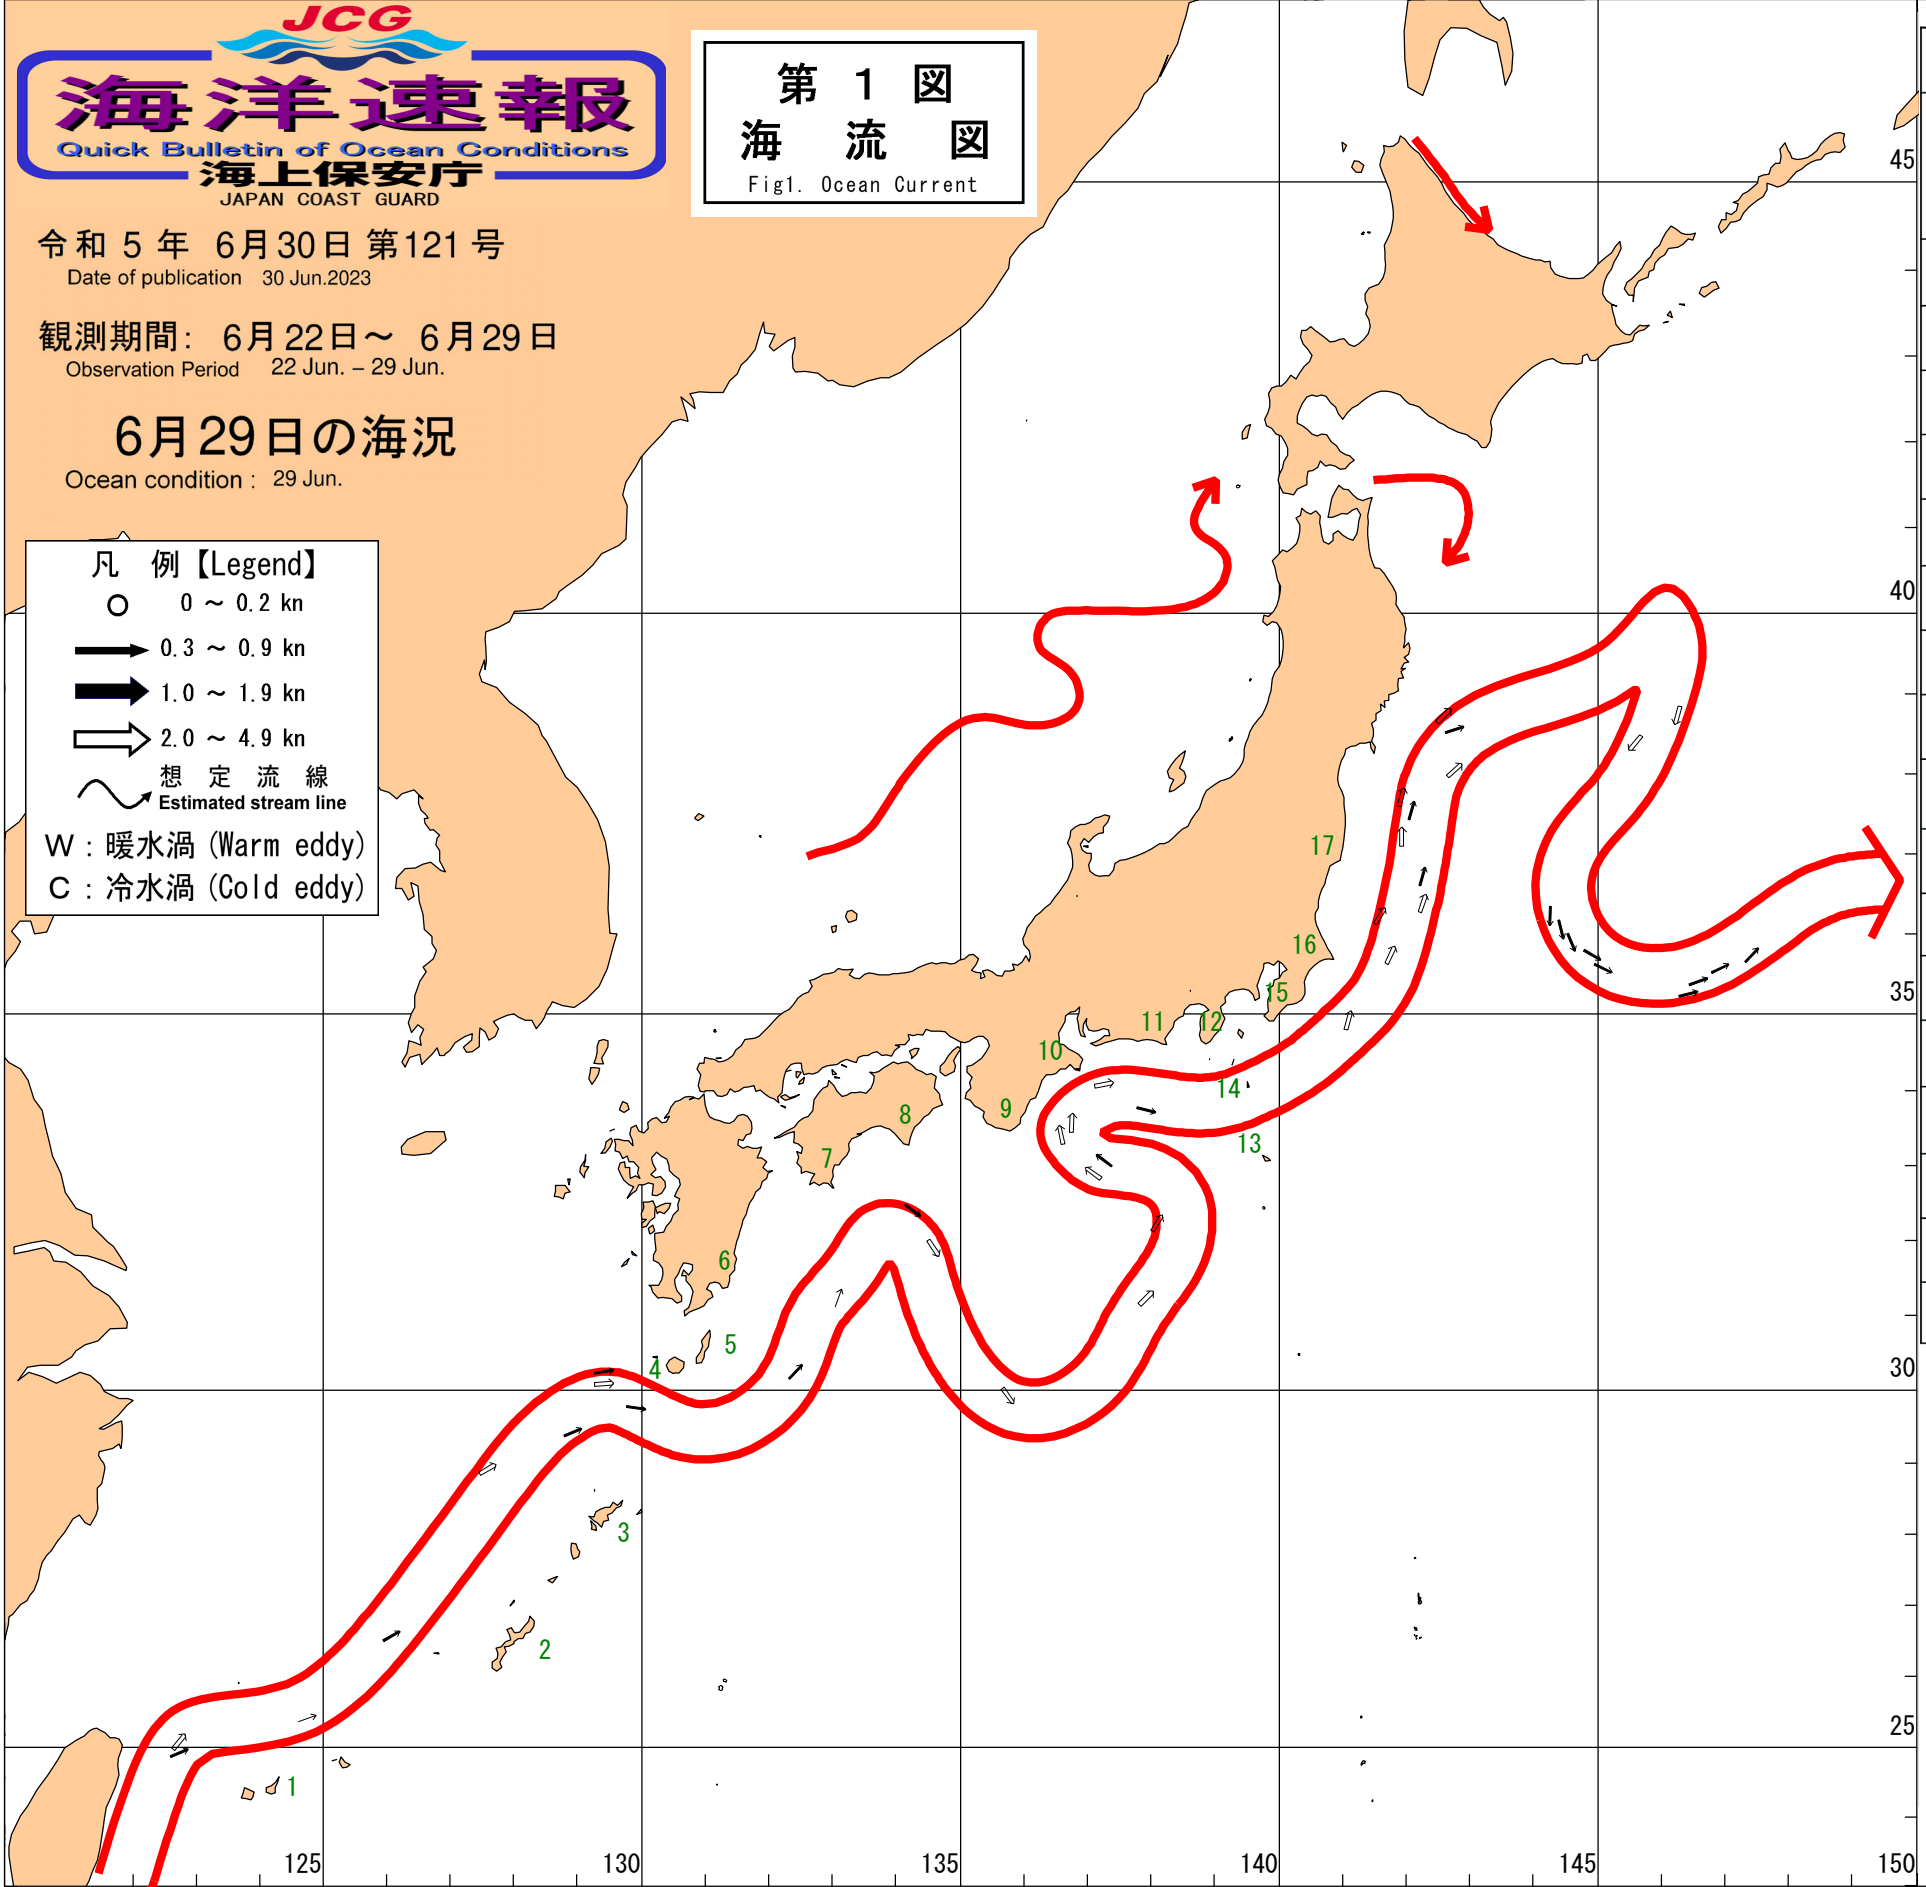 JCG
海洋速報
Quick Bulletin of Ocean Conditions
海上保安庁
JAPAN COAST GUARD
令和 5 年 6月30日 第121 号
Date of publication 30 Jun.2023
観測期間: 6月22日～ 6月29日
Observation Period 22 Jun. – 29 Jun.
6月29日の海況
Ocean condition : 29 Jun.
第 1 図
海 流 図
Fig1. Ocean Current
凡 例【Legend】
0 ～ 0.2 kn
0.3 ～ 0.9 kn
1.0 ～ 1.9 kn
2.0 ～ 4.9 kn
想 定 流 線
Estimated stream line
W : 暖水渦 (Warm eddy)
C : 冷水渦 (Cold eddy)
45
40
17
16
35
15
11
12
10
14
9
8
13
7
6
5
4
30
3
2
25
1
125
130
135
140
145
150